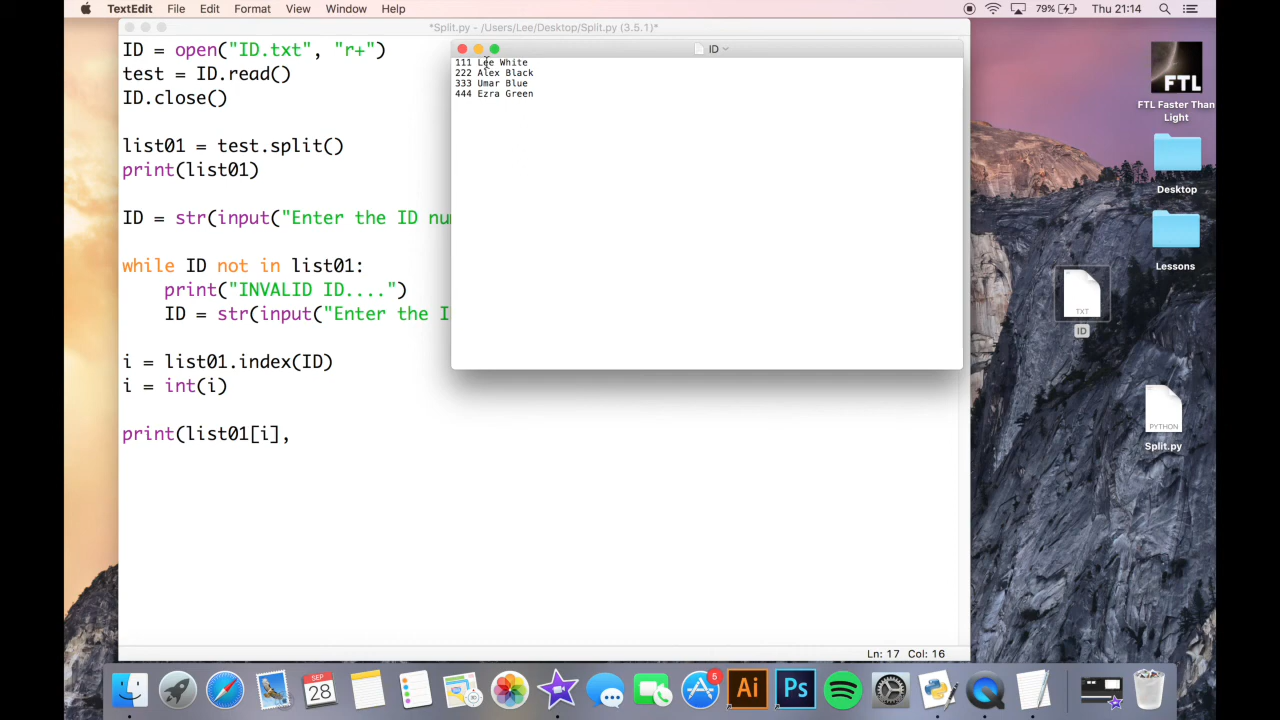 TextEdit File Edit Format View Window Help 79% Thu 21:14
*Split.py - /Users/Lee/Desktop/Split.py (3.5.1)*
ID = open("ID.txt", "r+")
test = ID.read()
ID.close()
list01 = test.split()
print(list01)
ID = str(input("Enter the ID nu
while ID not in list01:
print("INVALID ID....")
ID = str(input("Enter the I
i = list01.index(ID)
i = int(i)
print(list01[i],
Ln: 17 Col: 16
ID
111 Lee White
222 Alex Black
333 Umar Blue
444 Ezra Green
FTL
FTL Faster Than
Light
Desktop
Lessons
TXT
ID
PYTHON
Split.py
SEP
28
5
Ai
Ps